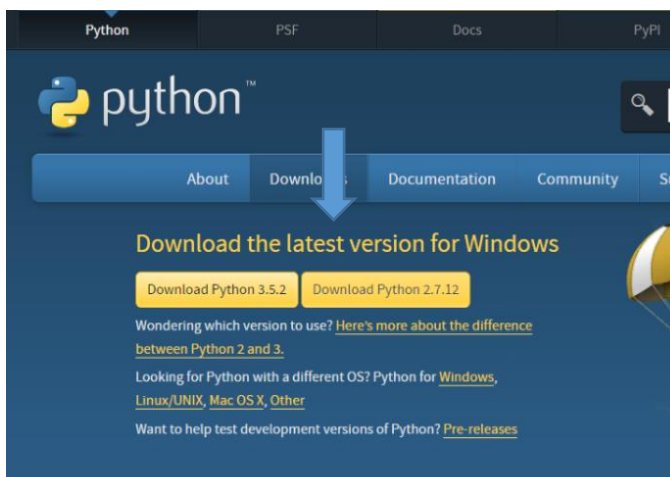 Python PSF Docs PyPI
python™
About Downloads Documentation Community
Download the latest version for Windows
Download Python 3.5.2 Download Python 2.7.12
Wondering which version to use? Here's more about the difference
between Python 2 and 3.
Looking for Python with a different OS? Python for Windows,
Linux/UNIX, Mac OS X, Other
Want to help test development versions of Python? Pre-releases